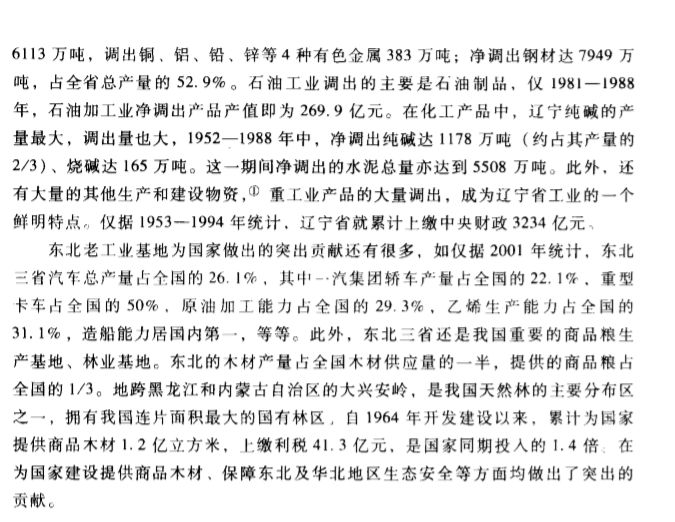 6113 万吨，调出铜、铝、铅、锌等 4 种有色金属 383 万吨；净调出钢材达 7949 万
吨，占全省总产量的 52.9%。石油工业调出的主要是石油制品，仅 1981—1988
年，石油加工业净调出产品产值即为 269.9 亿元。在化工产品中，辽宁纯碱的产
量最大，调出量也大，1952—1988 年中，净调出纯碱达 1178 万吨（约占其产量的
2/3）、烧碱达 165 万吨。这一期间净调出的水泥总量亦达到 5508 万吨。此外，还
有大量的其他生产和建设物资，① 重工业产品的大量调出，成为辽宁省工业的一个
鲜明特点。仅据 1953—1994 年统计，辽宁省就累计上缴中央财政 3234 亿元、
东北老工业基地为国家做出的突出贡献还有很多，如仅据 2001 年统计，东北
三省汽车总产量占全国的 26.1%，其中一汽集团轿车产量占全国的 22.1%，重型
卡车占全国的 50%，原油加工能力占全国的 29.3%，乙烯生产能力占全国的
31.1%，造船能力居国内第一，等等。此外，东北三省还是我国重要的商品粮生
产基地、林业基地。东北的木材产量占全国木材供应量的一半，提供的商品粮占
全国的 1/3。地跨黑龙江和内蒙古自治区的大兴安岭，是我国天然林的主要分布区
之一，拥有我国连片面积最大的国有林区，自 1964 年开发建设以来，累计为国家
提供商品木材 1.2 亿立方米，上缴利税 41.3 亿元，是国家同期投入的 1.4 倍；在
为国家建设提供商品木材、保障东北及华北地区生态安全等方面均做出了突出的
贡献。